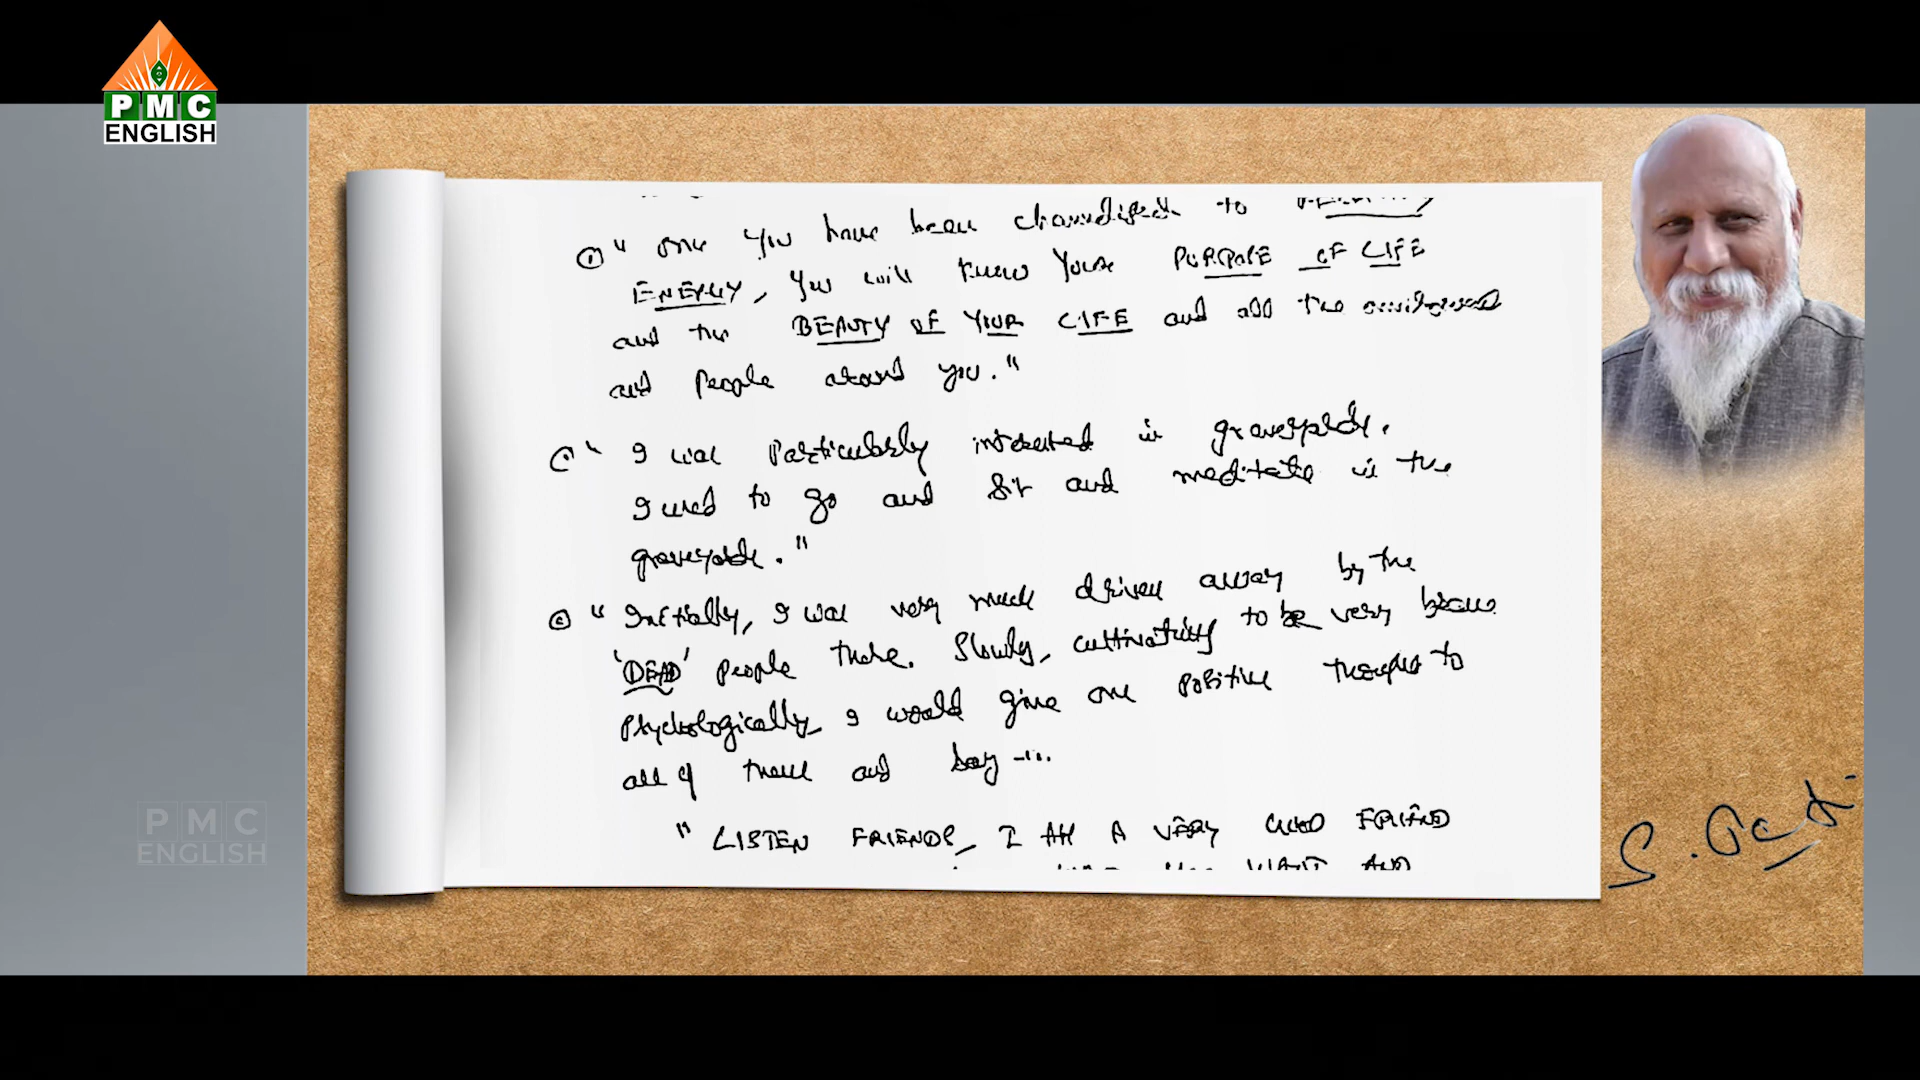 PMC
ENGLISH
" once you have been channelised to
ENERGY, you will know your PURPOSE OF LIFE
and the BEAUTY OF YOUR LIFE and all the
and people around you."
" I was particularly interested in graveyards.
I used to go and sit and meditate in the
graveyards."
" Initially, I was very much driven away by the
'DEAD' people there. Slowly, cultivating to be very brave
psychologically, I would give one positive thought to
all of them and say ....
" LISTEN FRIENDS, I AM A VERY GOOD FRIEND
WANT AND
PMC
ENGLISH